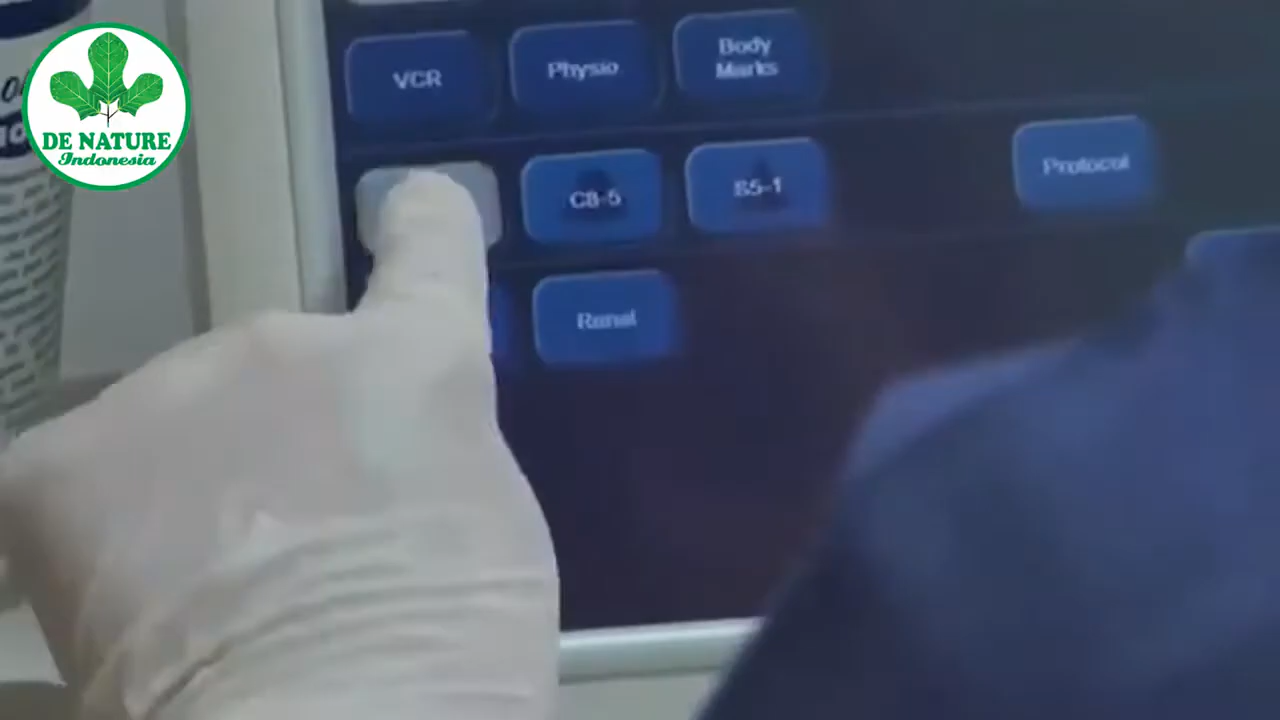 DE NATURE
Indonesia
VCR
Physio
Body
Marks
C8-5
S5-1
Protocol
Renal